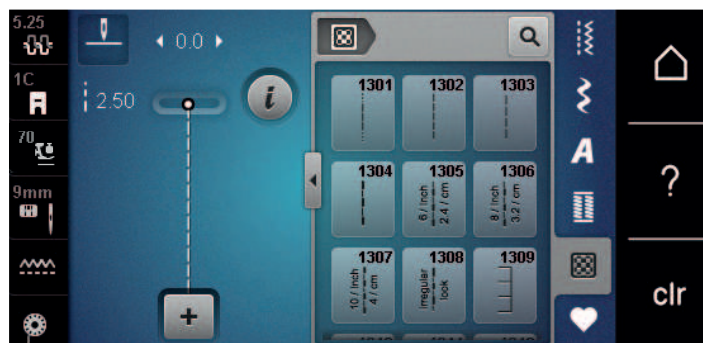 5.25
0.0
1C
2.50
i
70
9mm
+
1301
1302
1303
1304
1305
6 / Inch
2.4 / cm
1306
8 / Inch
3.2 / cm
1307
10 / Inch
4 / cm
1308
Irregular
look
1309
A
?
clr